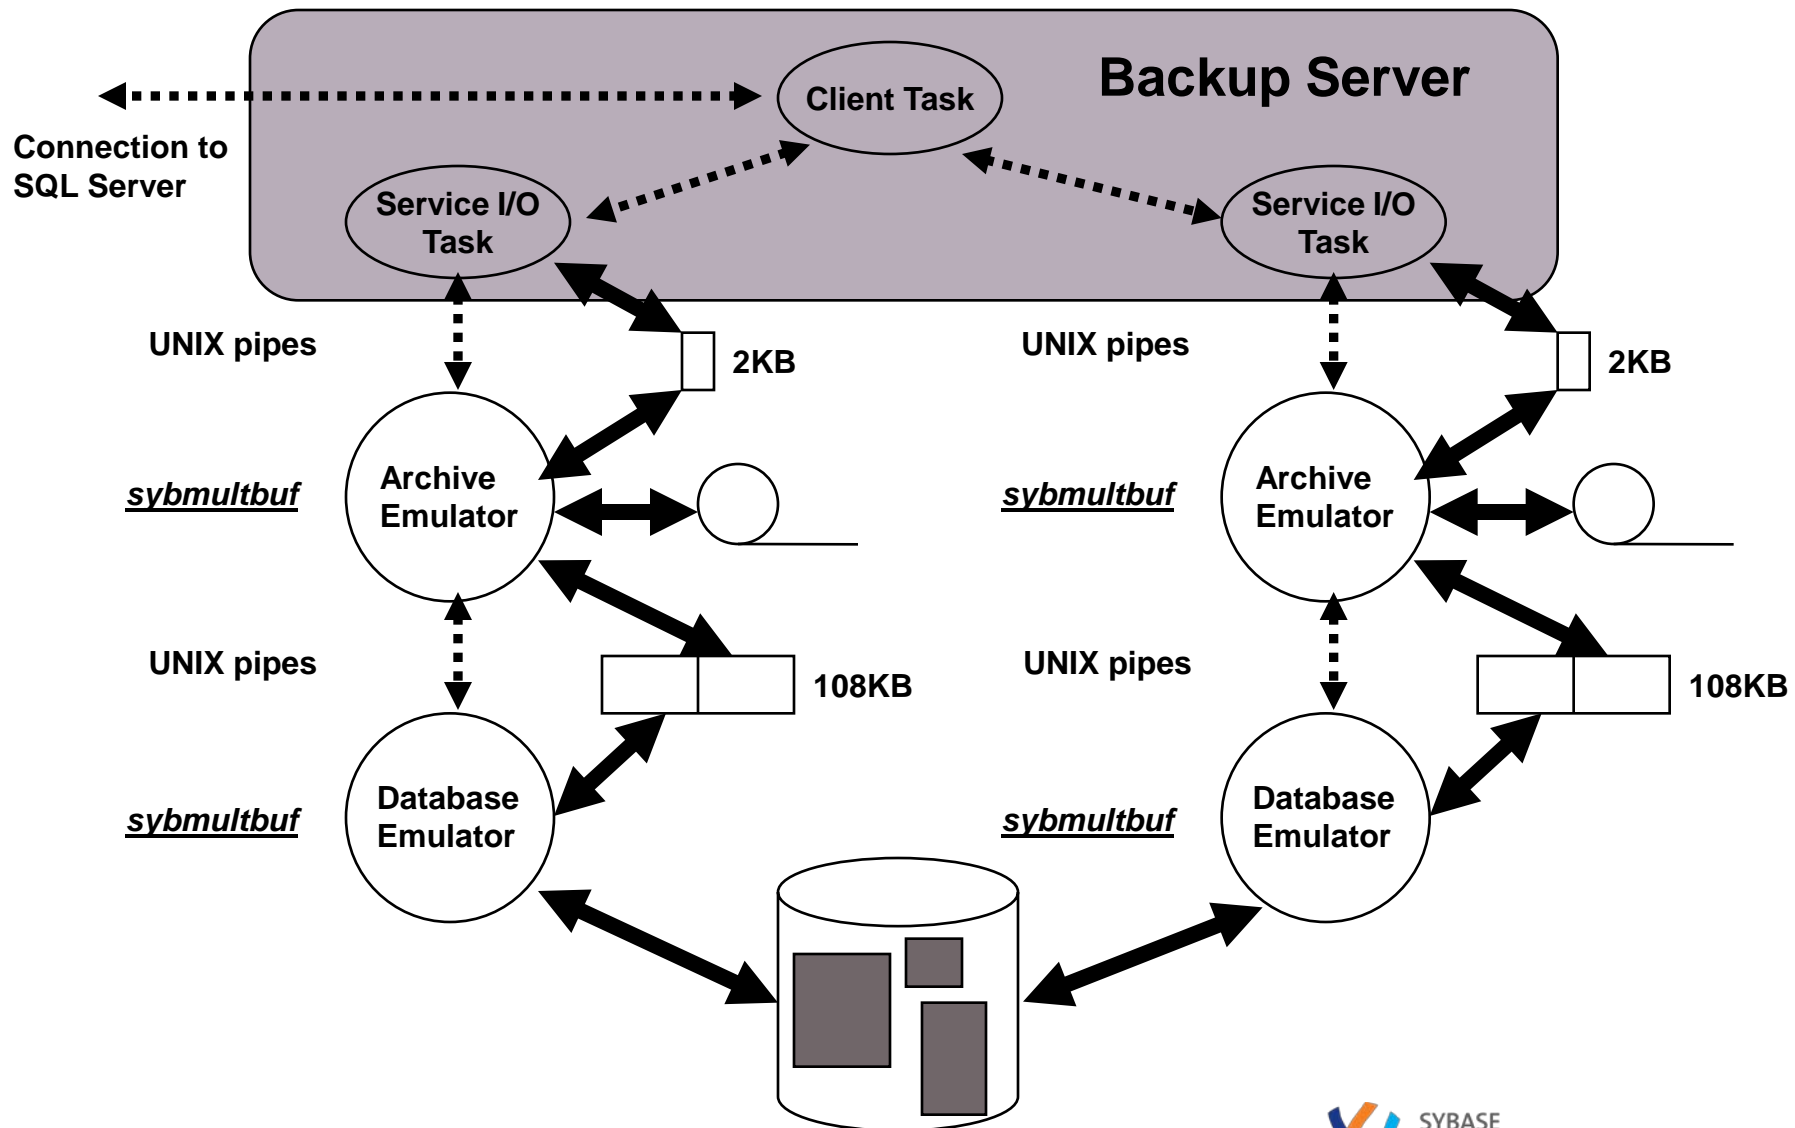 Backup Server
Client Task
Connection to
SQL Server
Service I/O
Task
Service I/O
Task
UNIX pipes
2KB
UNIX pipes
2KB
sybmultbuf
Archive
Emulator
sybmultbuf
Archive
Emulator
UNIX pipes
108KB
UNIX pipes
108KB
sybmultbuf
Database
Emulator
sybmultbuf
Database
Emulator
SYBASE